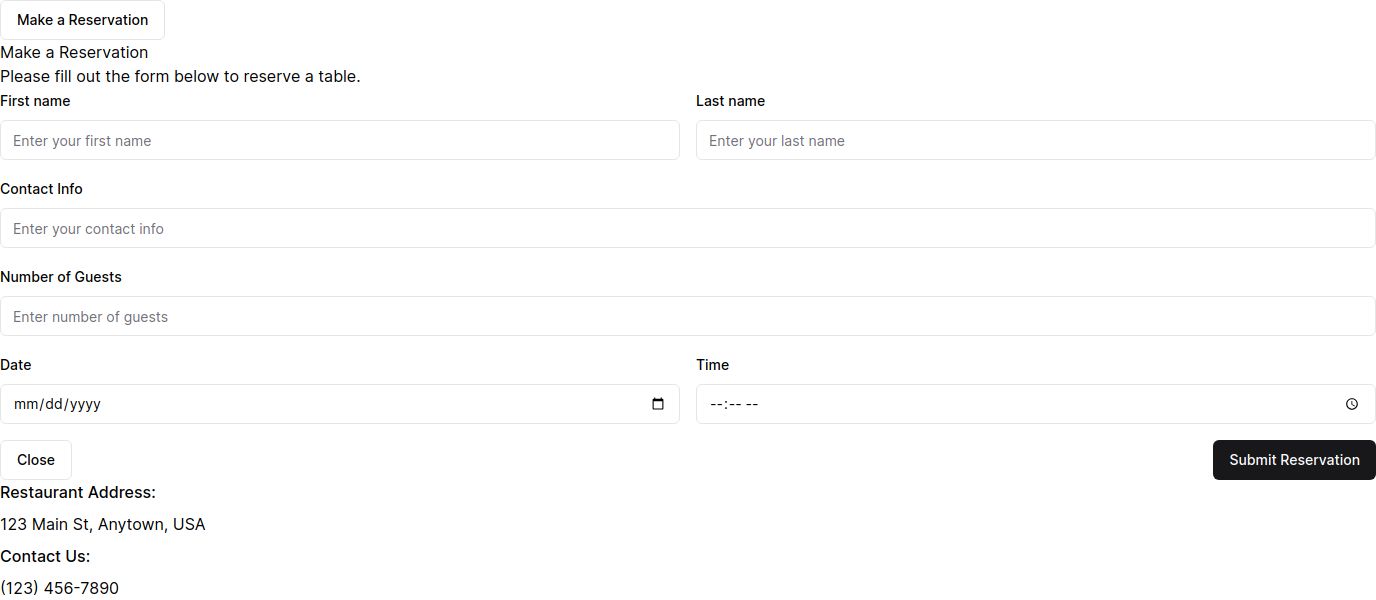 Make a Reservation
Make a Reservation
Please fill out the form below to reserve a table.
First name
Last name
Enter your first name
Enter your last name
Contact Info
Enter your contact info
Number of Guests
Enter number of guests
Date
Time
mm/dd/yyyy
--:-- --
Close
Submit Reservation
Restaurant Address:
123 Main St, Anytown, USA
Contact Us:
(123) 456-7890